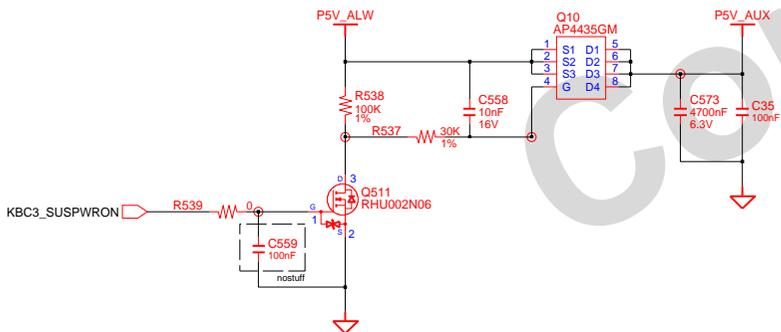 P5V_ALW
Q10
AP4435GM
P5V_AUX
1 S1 D1 5
2 S2 D2 6
3 S3 D3 7
4 G D4 8
R538
100K
1%
C558
10nF
16V
C573
4700nF
6.3V
C35
100nF
R537
30K
1%
D 3
Q511
RHU002N06
KBC3_SUSPWRON
R539
0
G
1
S 2
C559
100nF
nostuff